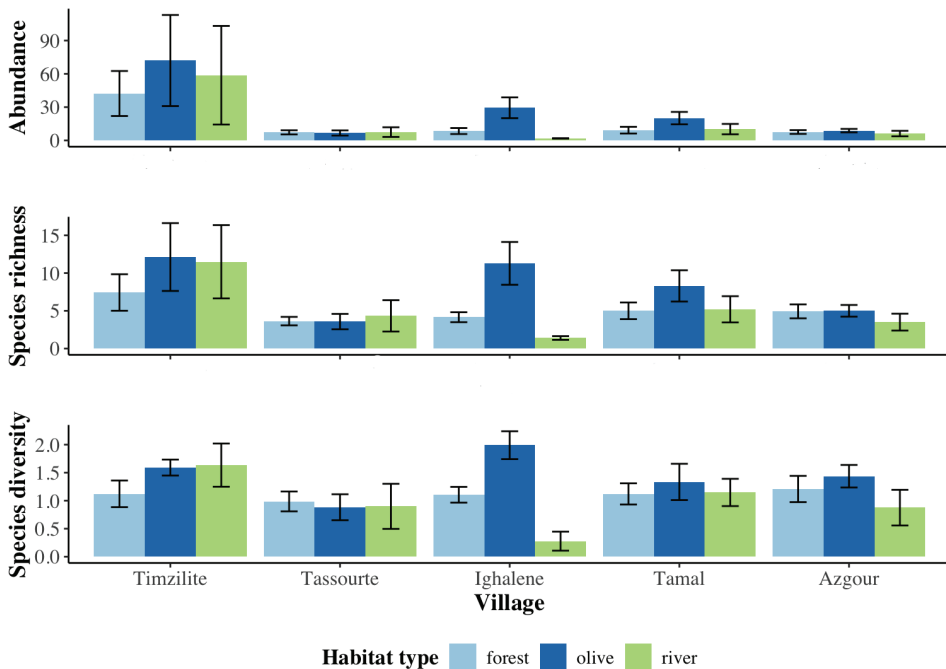 Abundance
90
60
30
0
Species richness
15
10
5
0
Species diversity
2.0
1.5
1.0
0.5
0.0
Timzilite Tassourte Ighalene Tamal Azgour
Village
Habitat type forest olive river